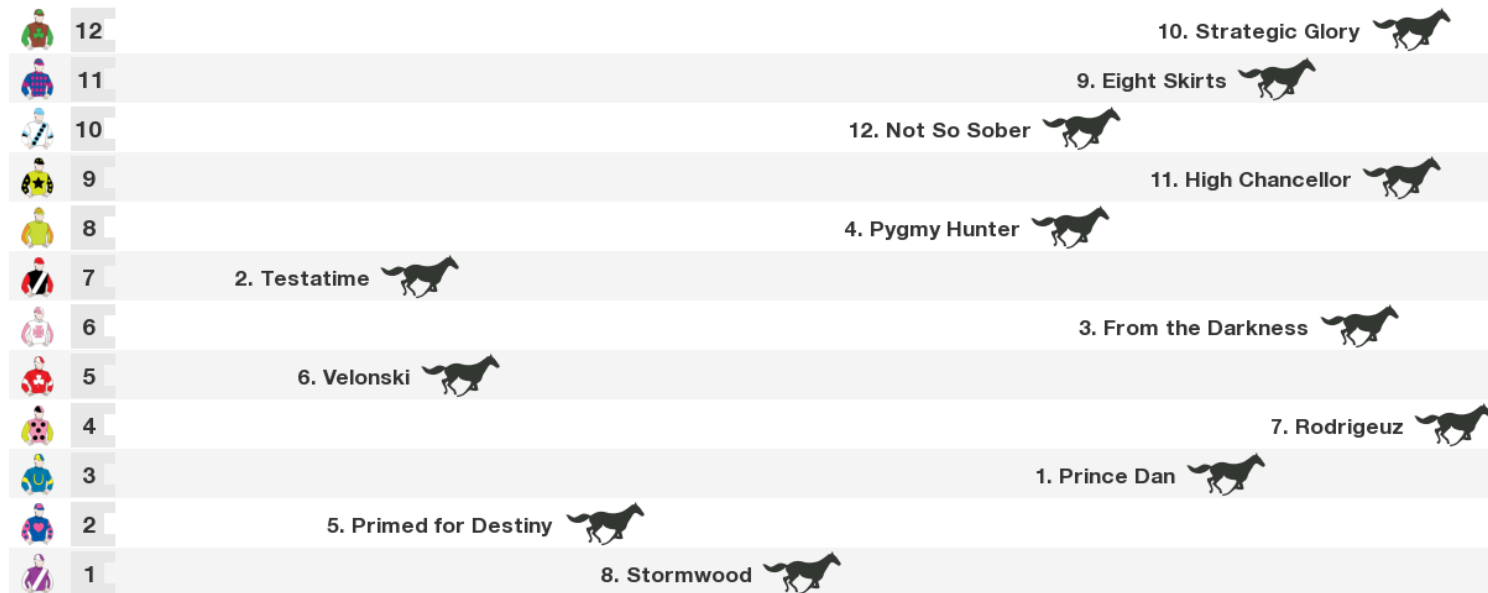 12 10. Strategic Glory
11 9. Eight Skirts
10 12. Not So Sober
9 11. High Chancellor
8 4. Pygmy Hunter
7 2. Testatime
6 3. From the Darkness
5 6. Velonski
4 7. Rodrigeuz
3 1. Prince Dan
2 5. Primed for Destiny
1 8. Stormwood